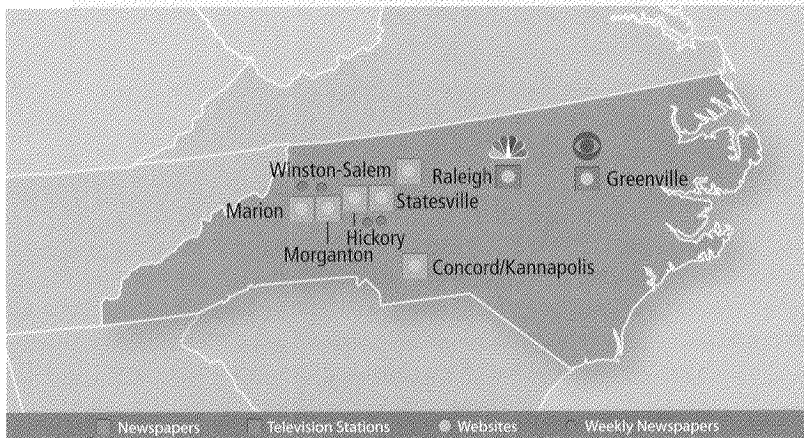 Winston-Salem
Raleigh
Greenville
Marion
Statesville
Hickory
Morganton
Concord/Kannapolis
Newspapers
Television Stations
Websites
Weekly Newspapers